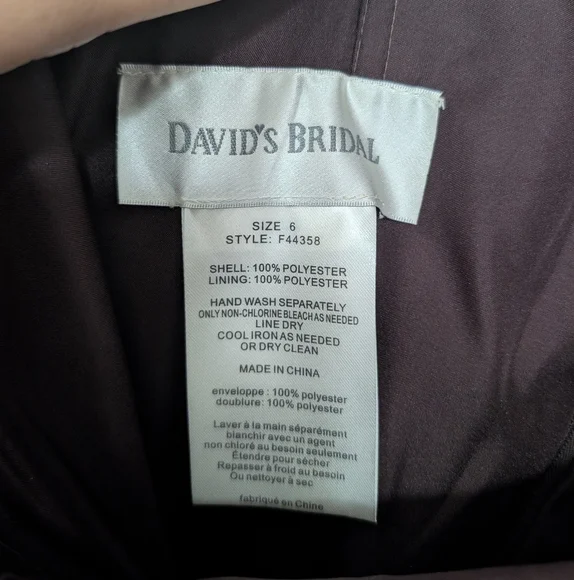 DAVID'S BRIDAL
SIZE 6
STYLE: F44358
SHELL: 100% POLYESTER
LINING: 100% POLYESTER
HAND WASH SEPARATELY
ONLY NON-CHLORINE BLEACH AS NEEDED
LINE DRY
COOL IRON AS NEEDED
OR DRY CLEAN
MADE IN CHINA
enveloppe : 100% polyester
doublure: 100% polyester
Laver à la main séparément
blanchir avec un agent
non chloré au besoin seulement
Étendre pour sécher
Repasser à froid au besoin
Ou nettoyer à sec
fabriqué en Chine